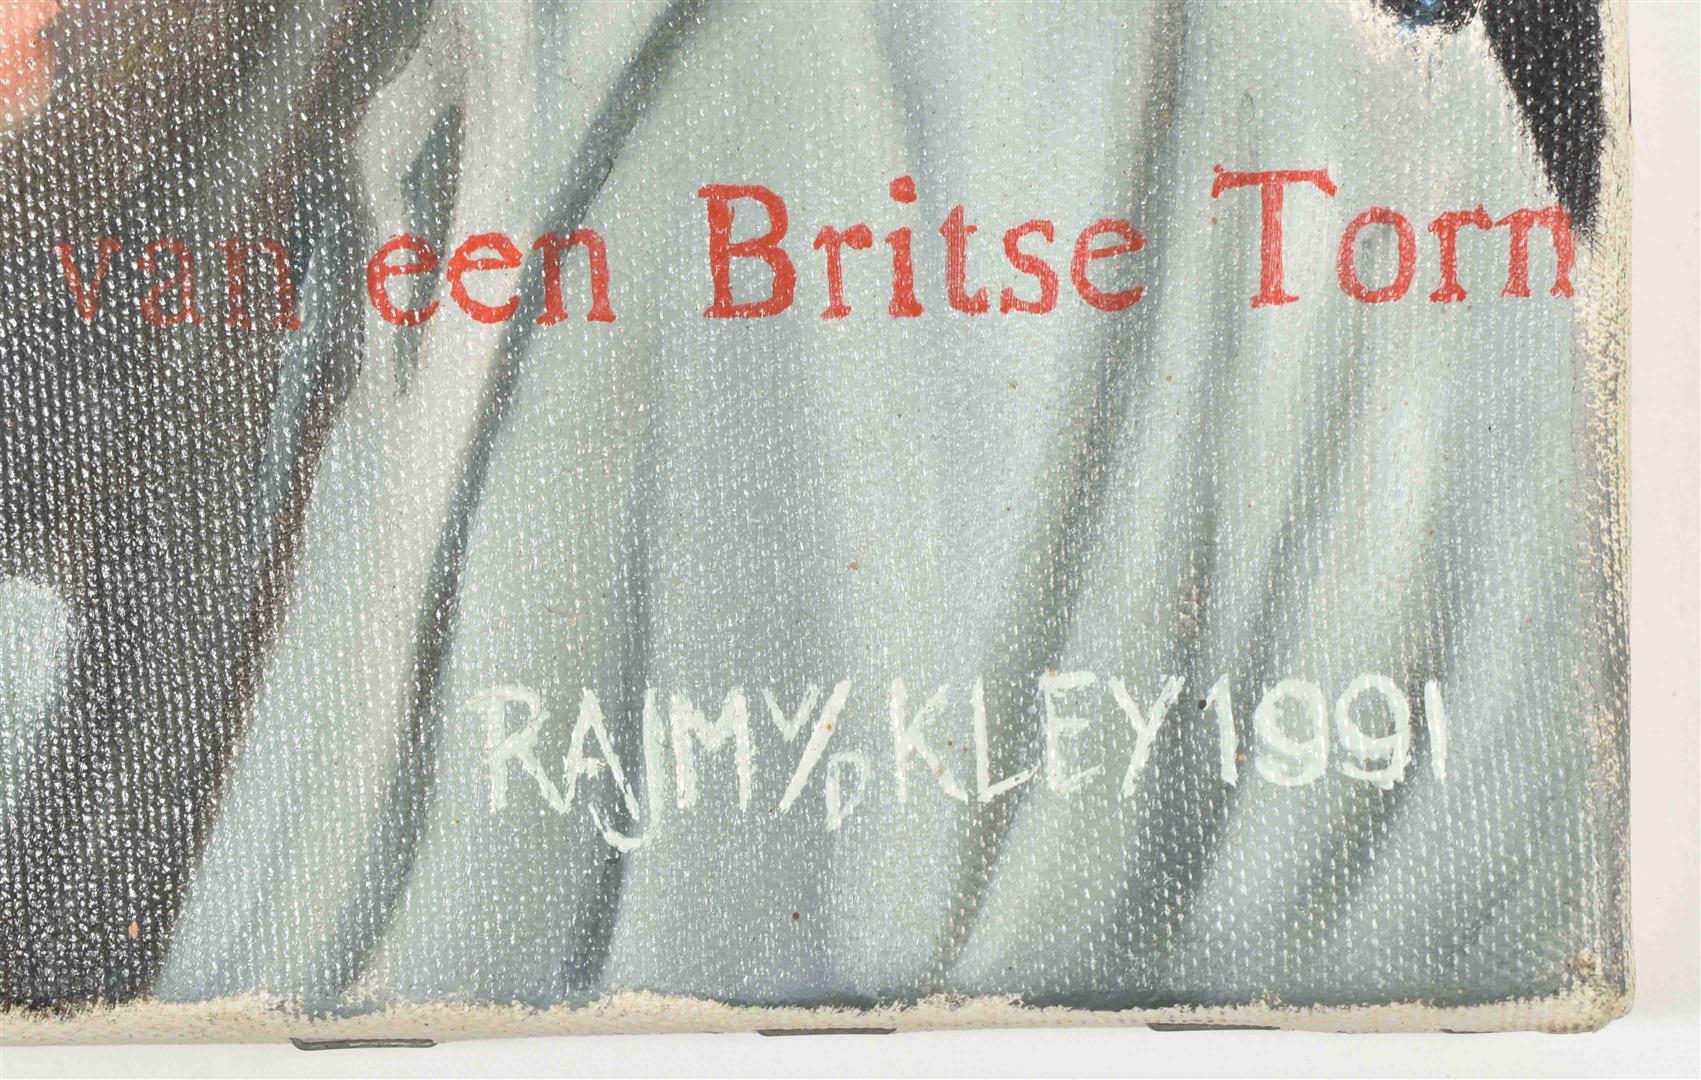 van een Britse Torn
RAJM V/D KLEY 1991